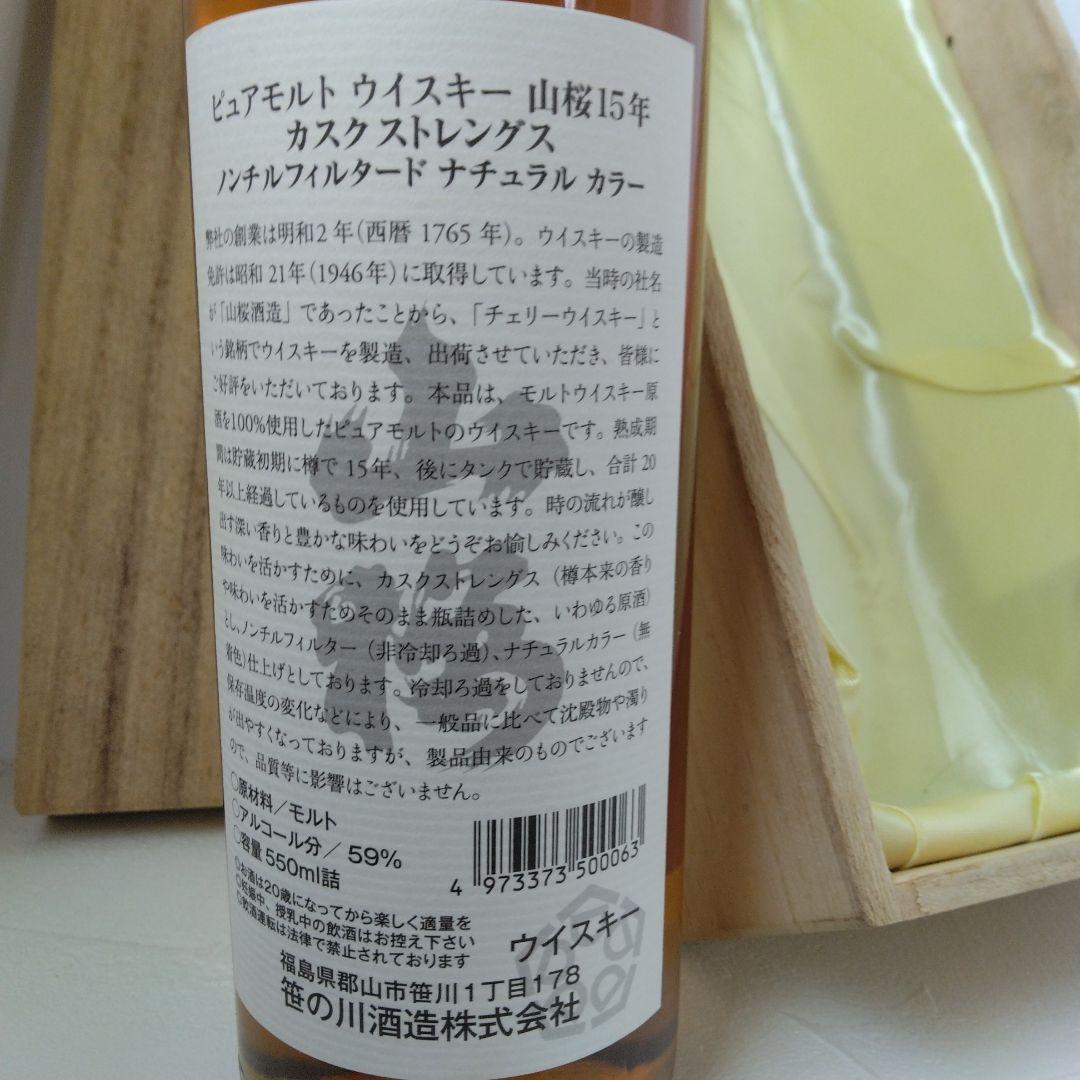 ピュアモルト ウイスキー 山桜15年
カスク ストレングス
ノンチルフィルタード ナチュラル カラー
弊社の創業は明和2年(西暦 1765 年)。ウイスキーの製造
免許は昭和 21年(1946年)に取得しています。当時の社名
が「山桜酒造」であったことから、「チェリーウイスキー」と
いう銘柄でウイスキーを製造、出荷させていただき、皆様に
ご好評をいただいております。本品は、モルトウイスキー原
酒を100%使用したピュアモルトのウイスキーです。熟成期
間は貯蔵初期に樽で 15年、後にタンクで貯蔵し、合計 20
年以上経過しているものを使用しています。時の流れが醸し
出す深い香りと豊かな味わいをどうぞお愉しみください。この
味わいを活かすために、カスクストレングス(樽本来の香り
や味わいを活かすためそのまま瓶詰めした、いわゆる原酒)
とし、ノンチルフィルター(非冷却ろ過)、ナチュラルカラー(無
着色)仕上げとしております。冷却ろ過をしておりませんので、
保存温度の変化などにより、一般品に比べて沈殿物や濁り
が出やすくなっておりますが、製品由来のものでございます
ので、品質等に影響はございません。
○原材料/モルト
○アルコール分/59%
○容量 550ml詰
4 973373 500063
○お酒は20歳になってから楽しく適量を
○妊娠中、授乳中の飲酒はお控え下さい
○飲酒運転は法律で禁止されております
ウイスキー
福島県郡山市笹川1丁目178
笹の川酒造株式会社
山桜